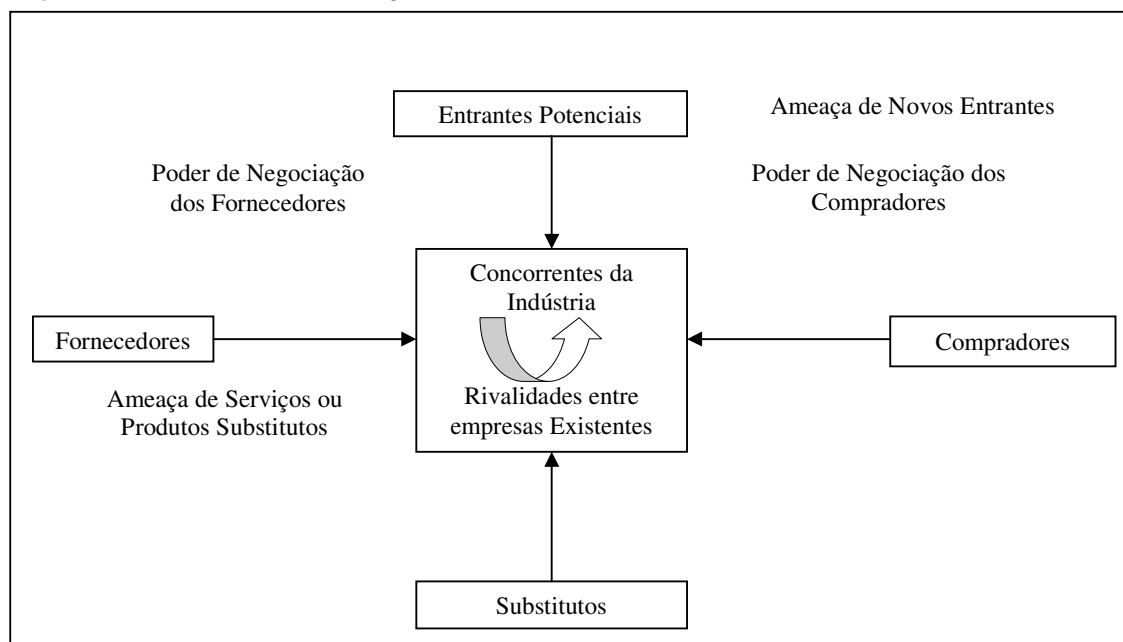 Entrantes Potenciais
Ameaça de Novos Entrantes
Poder de Negociação
dos Fornecedores
Poder de Negociação dos
Compradores
Concorrentes da
Indústria
Fornecedores
Compradores
Ameaça de Serviços ou
Produtos Substitutos
Rivalidades entre
empresas Existentes
Substitutos